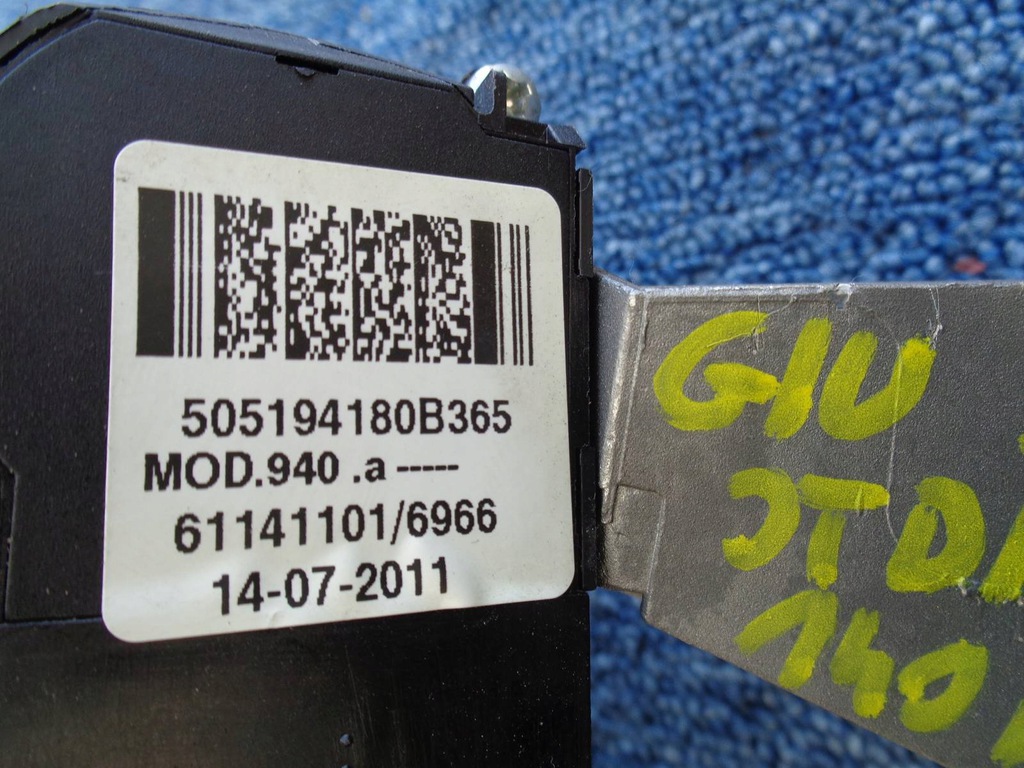 505194180B365
MOD.940 .a -----
61141101/6966
14-07-2011
GIU
JTD
140